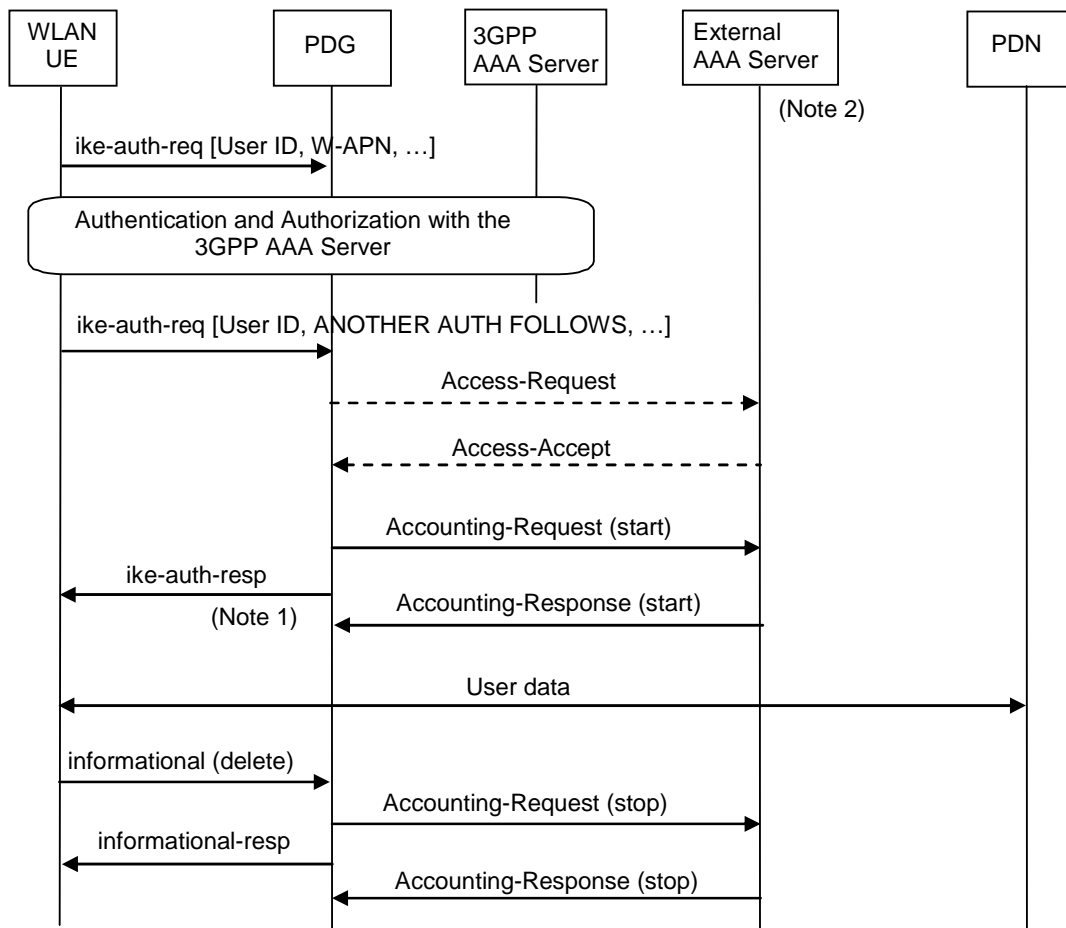 WLAN
UE
PDG
3GPP
AAA Server
External
AAA Server
PDN
(Note 2)
ike-auth-req [User ID, W-APN, …]
Authentication and Authorization with the
3GPP AAA Server
ike-auth-req [User ID, ANOTHER AUTH FOLLOWS, …]
Access-Request
Access-Accept
Accounting-Request (start)
ike-auth-resp
Accounting-Response (start)
(Note 1)
User data
informational (delete)
Accounting-Request (stop)
informational-resp
Accounting-Response (stop)